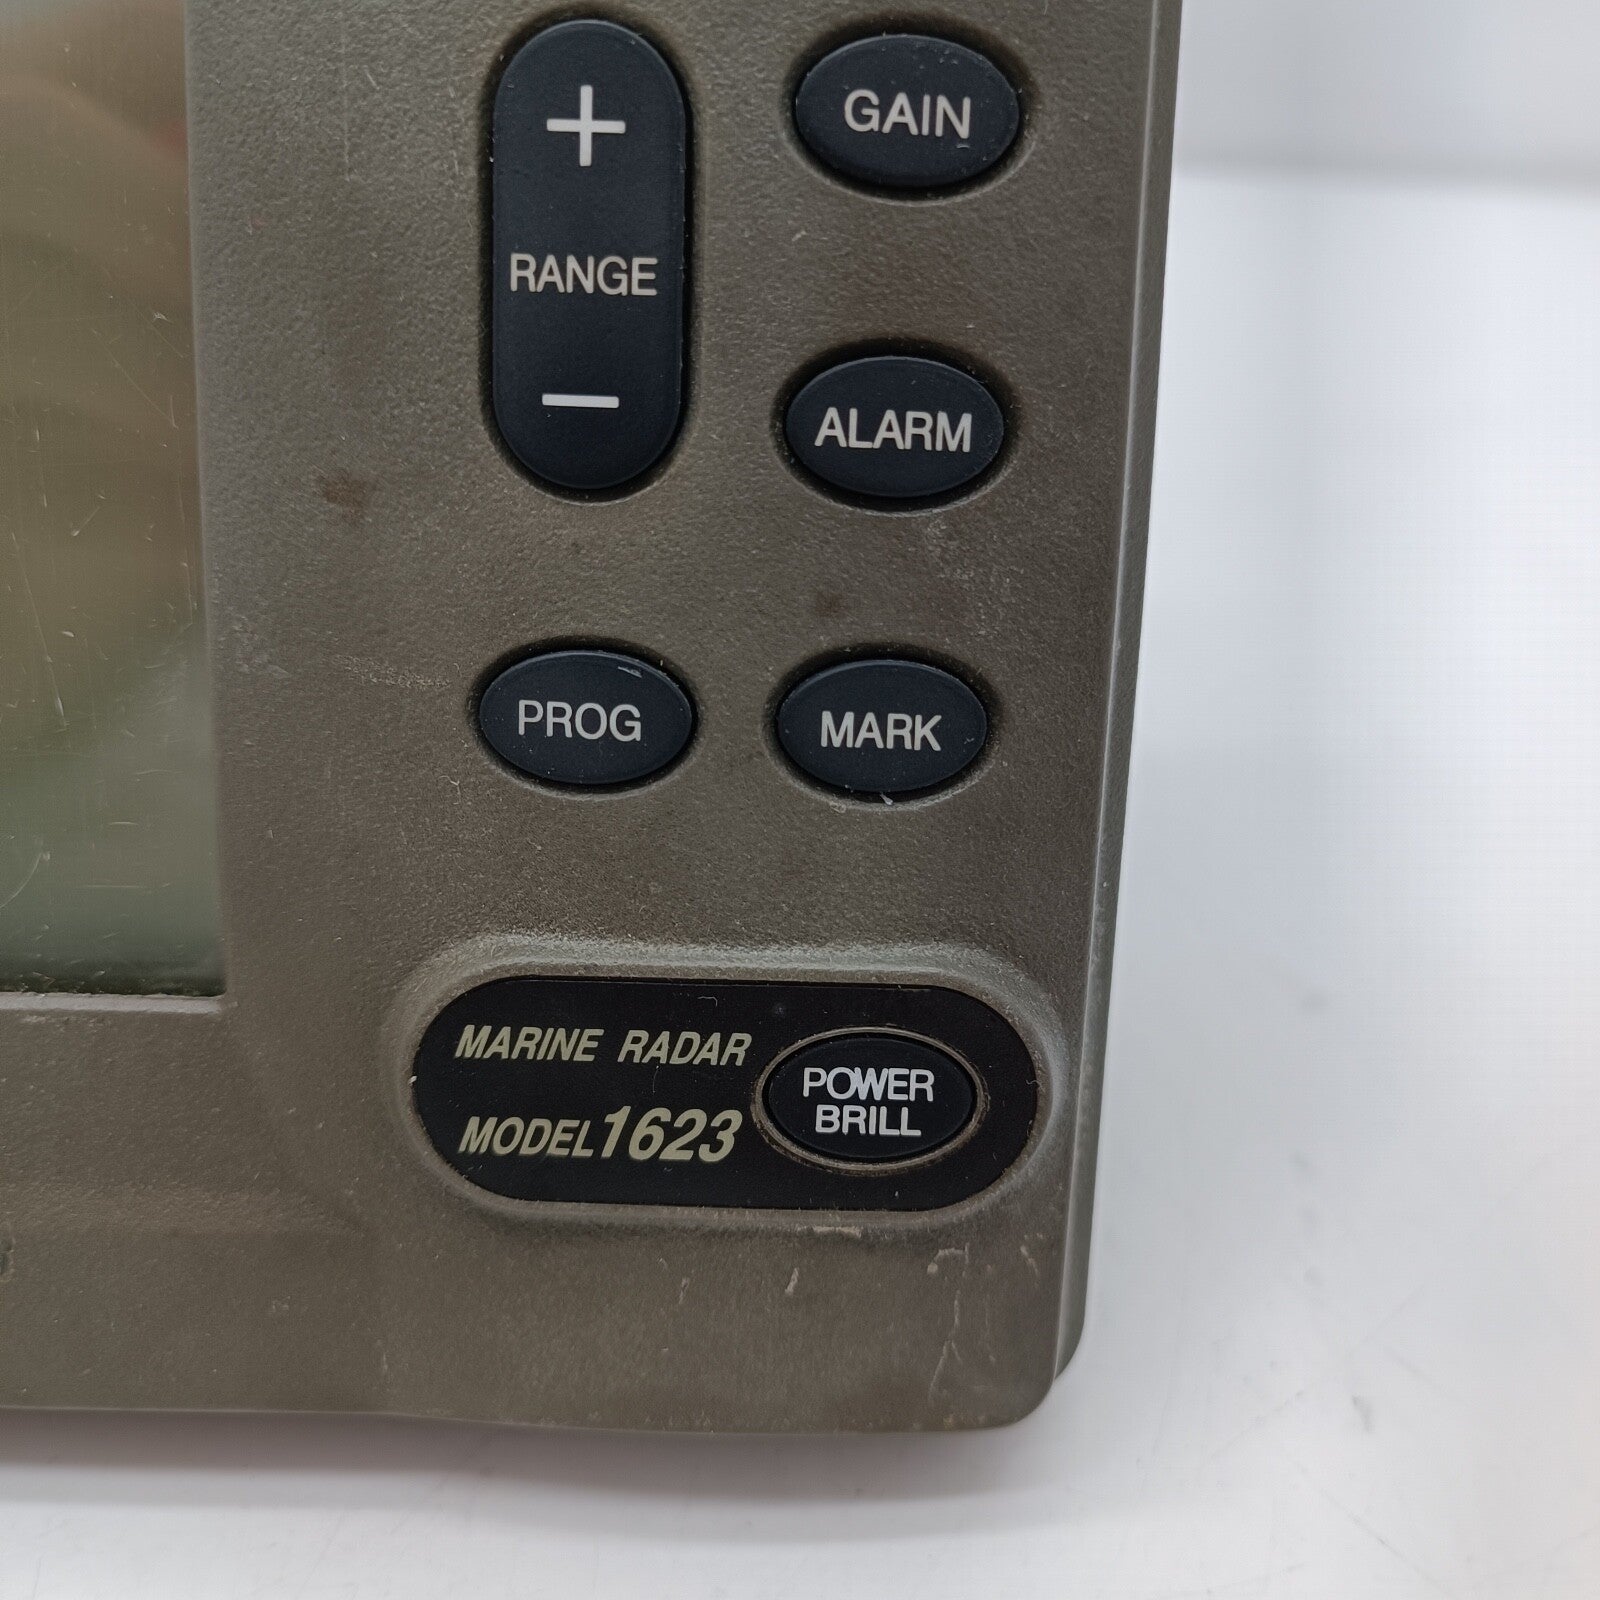 +
GAIN
RANGE
−
ALARM
PROG
MARK
MARINE RADAR
MODEL 1623
POWER
BRILL